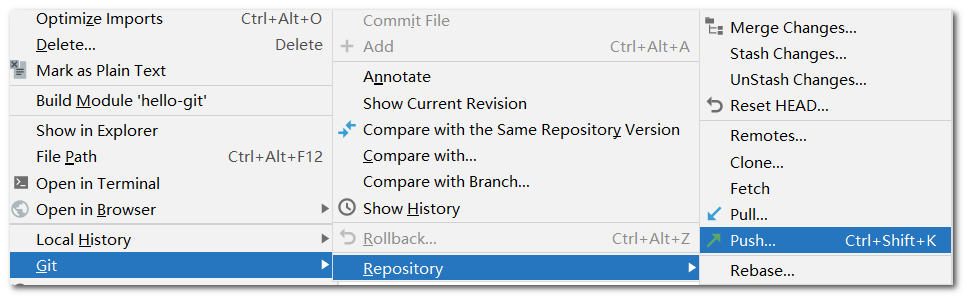 Optimize Imports Ctrl+Alt+O
Delete... Delete
Mark as Plain Text
Build Module 'hello-git'
Show in Explorer
File Path Ctrl+Alt+F12
Open in Terminal
Open in Browser
Local History
Git
Commit File
Add Ctrl+Alt+A
Annotate
Show Current Revision
Compare with the Same Repository Version
Compare with...
Compare with Branch...
Show History
Rollback... Ctrl+Alt+Z
Repository
Merge Changes...
Stash Changes...
UnStash Changes...
Reset HEAD...
Remotes...
Clone...
Fetch
Pull...
Push... Ctrl+Shift+K
Rebase...